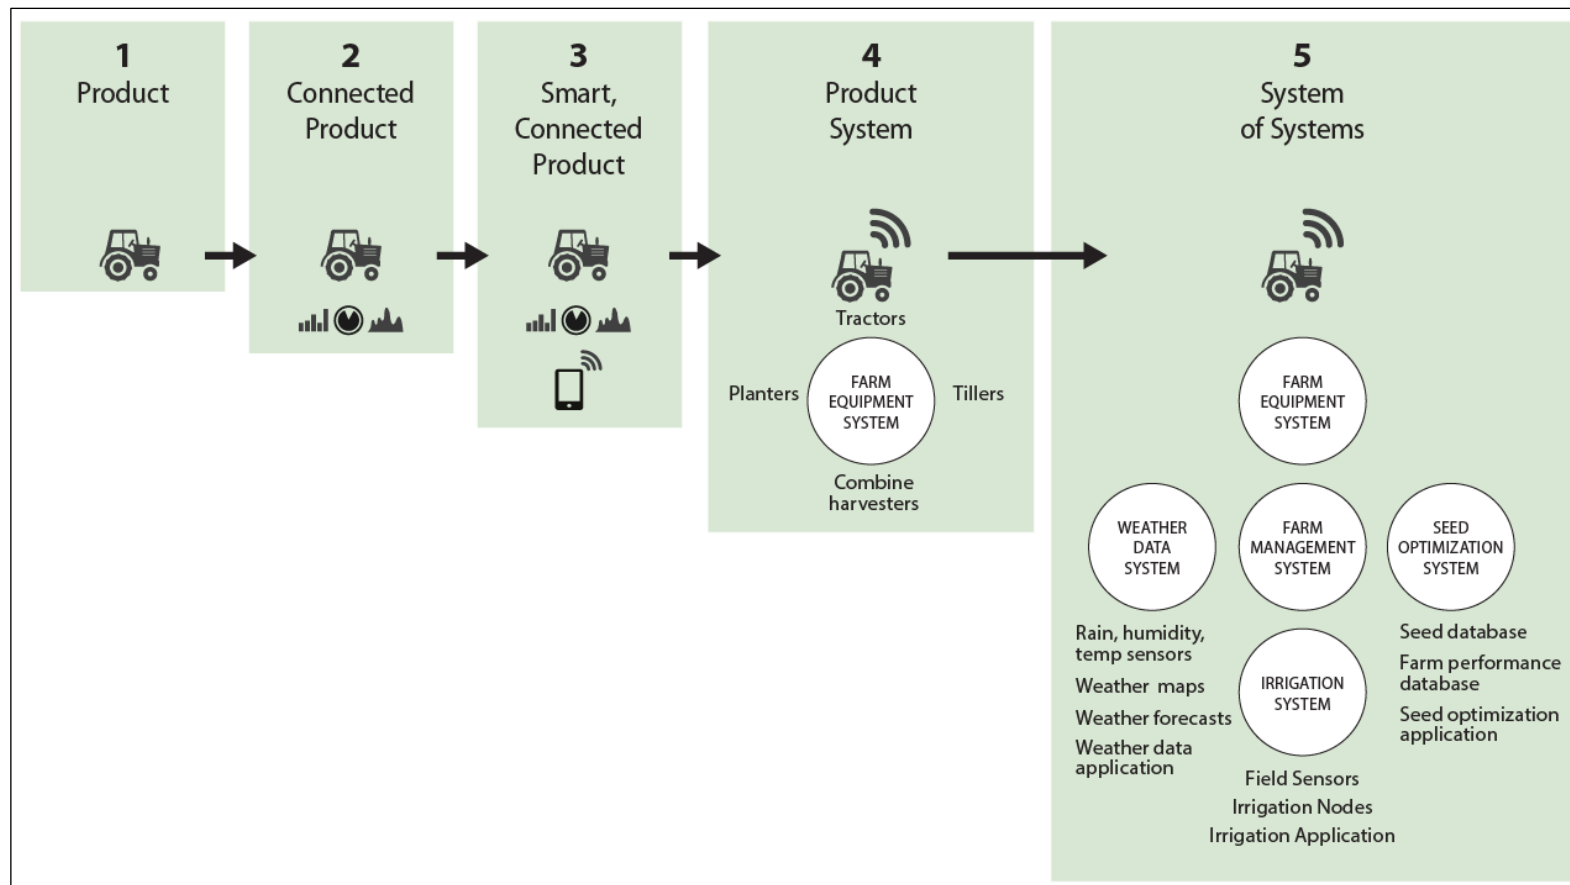 1
Product
2
Connected
Product
3
Smart,
Connected
Product
4
Product
System
Tractors
Planters
FARM
EQUIPMENT
SYSTEM
Tillers
Combine
harvesters
5
System
of Systems
FARM
EQUIPMENT
SYSTEM
WEATHER
DATA
SYSTEM
FARM
MANAGEMENT
SYSTEM
SEED
OPTIMIZATION
SYSTEM
Rain, humidity,
temp sensors
Weather maps
Weather forecasts
Weather data
application
IRRIGATION
SYSTEM
Field Sensors
Irrigation Nodes
Irrigation Application
Seed database
Farm performance
database
Seed optimization
application